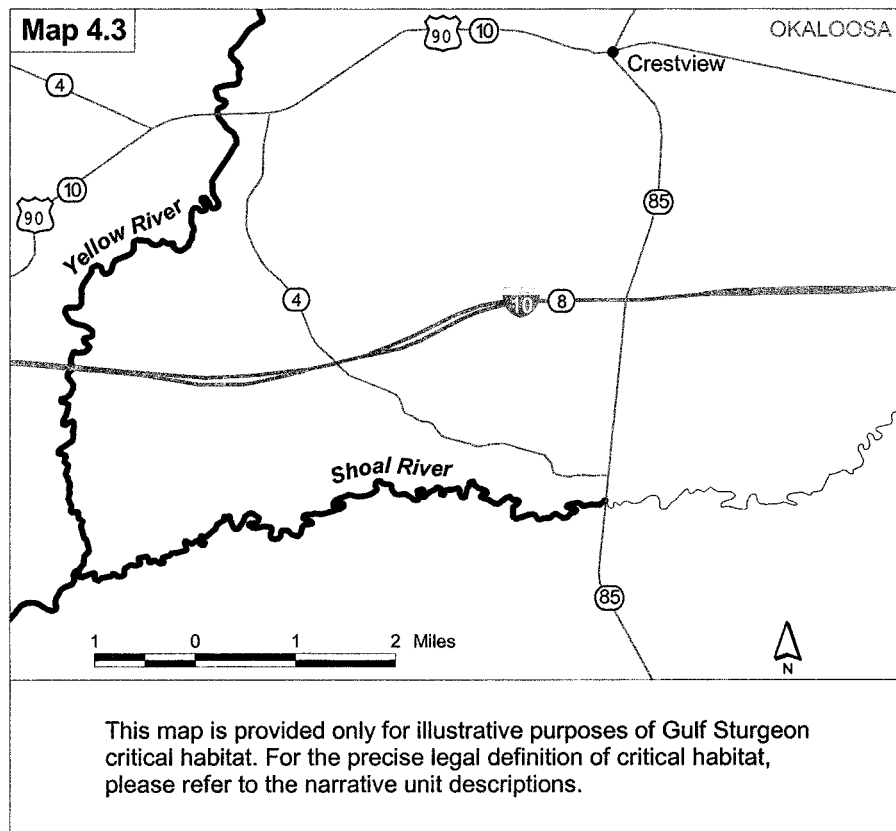 Map 4.3
OKALOOSA
90
10
Crestview
4
10
90
85
Yellow River
4
10
8
Shoal River
85
1 0 1 2 Miles
N
This map is provided only for illustrative purposes of Gulf Sturgeon
critical habitat. For the precise legal definition of critical habitat,
please refer to the narrative unit descriptions.